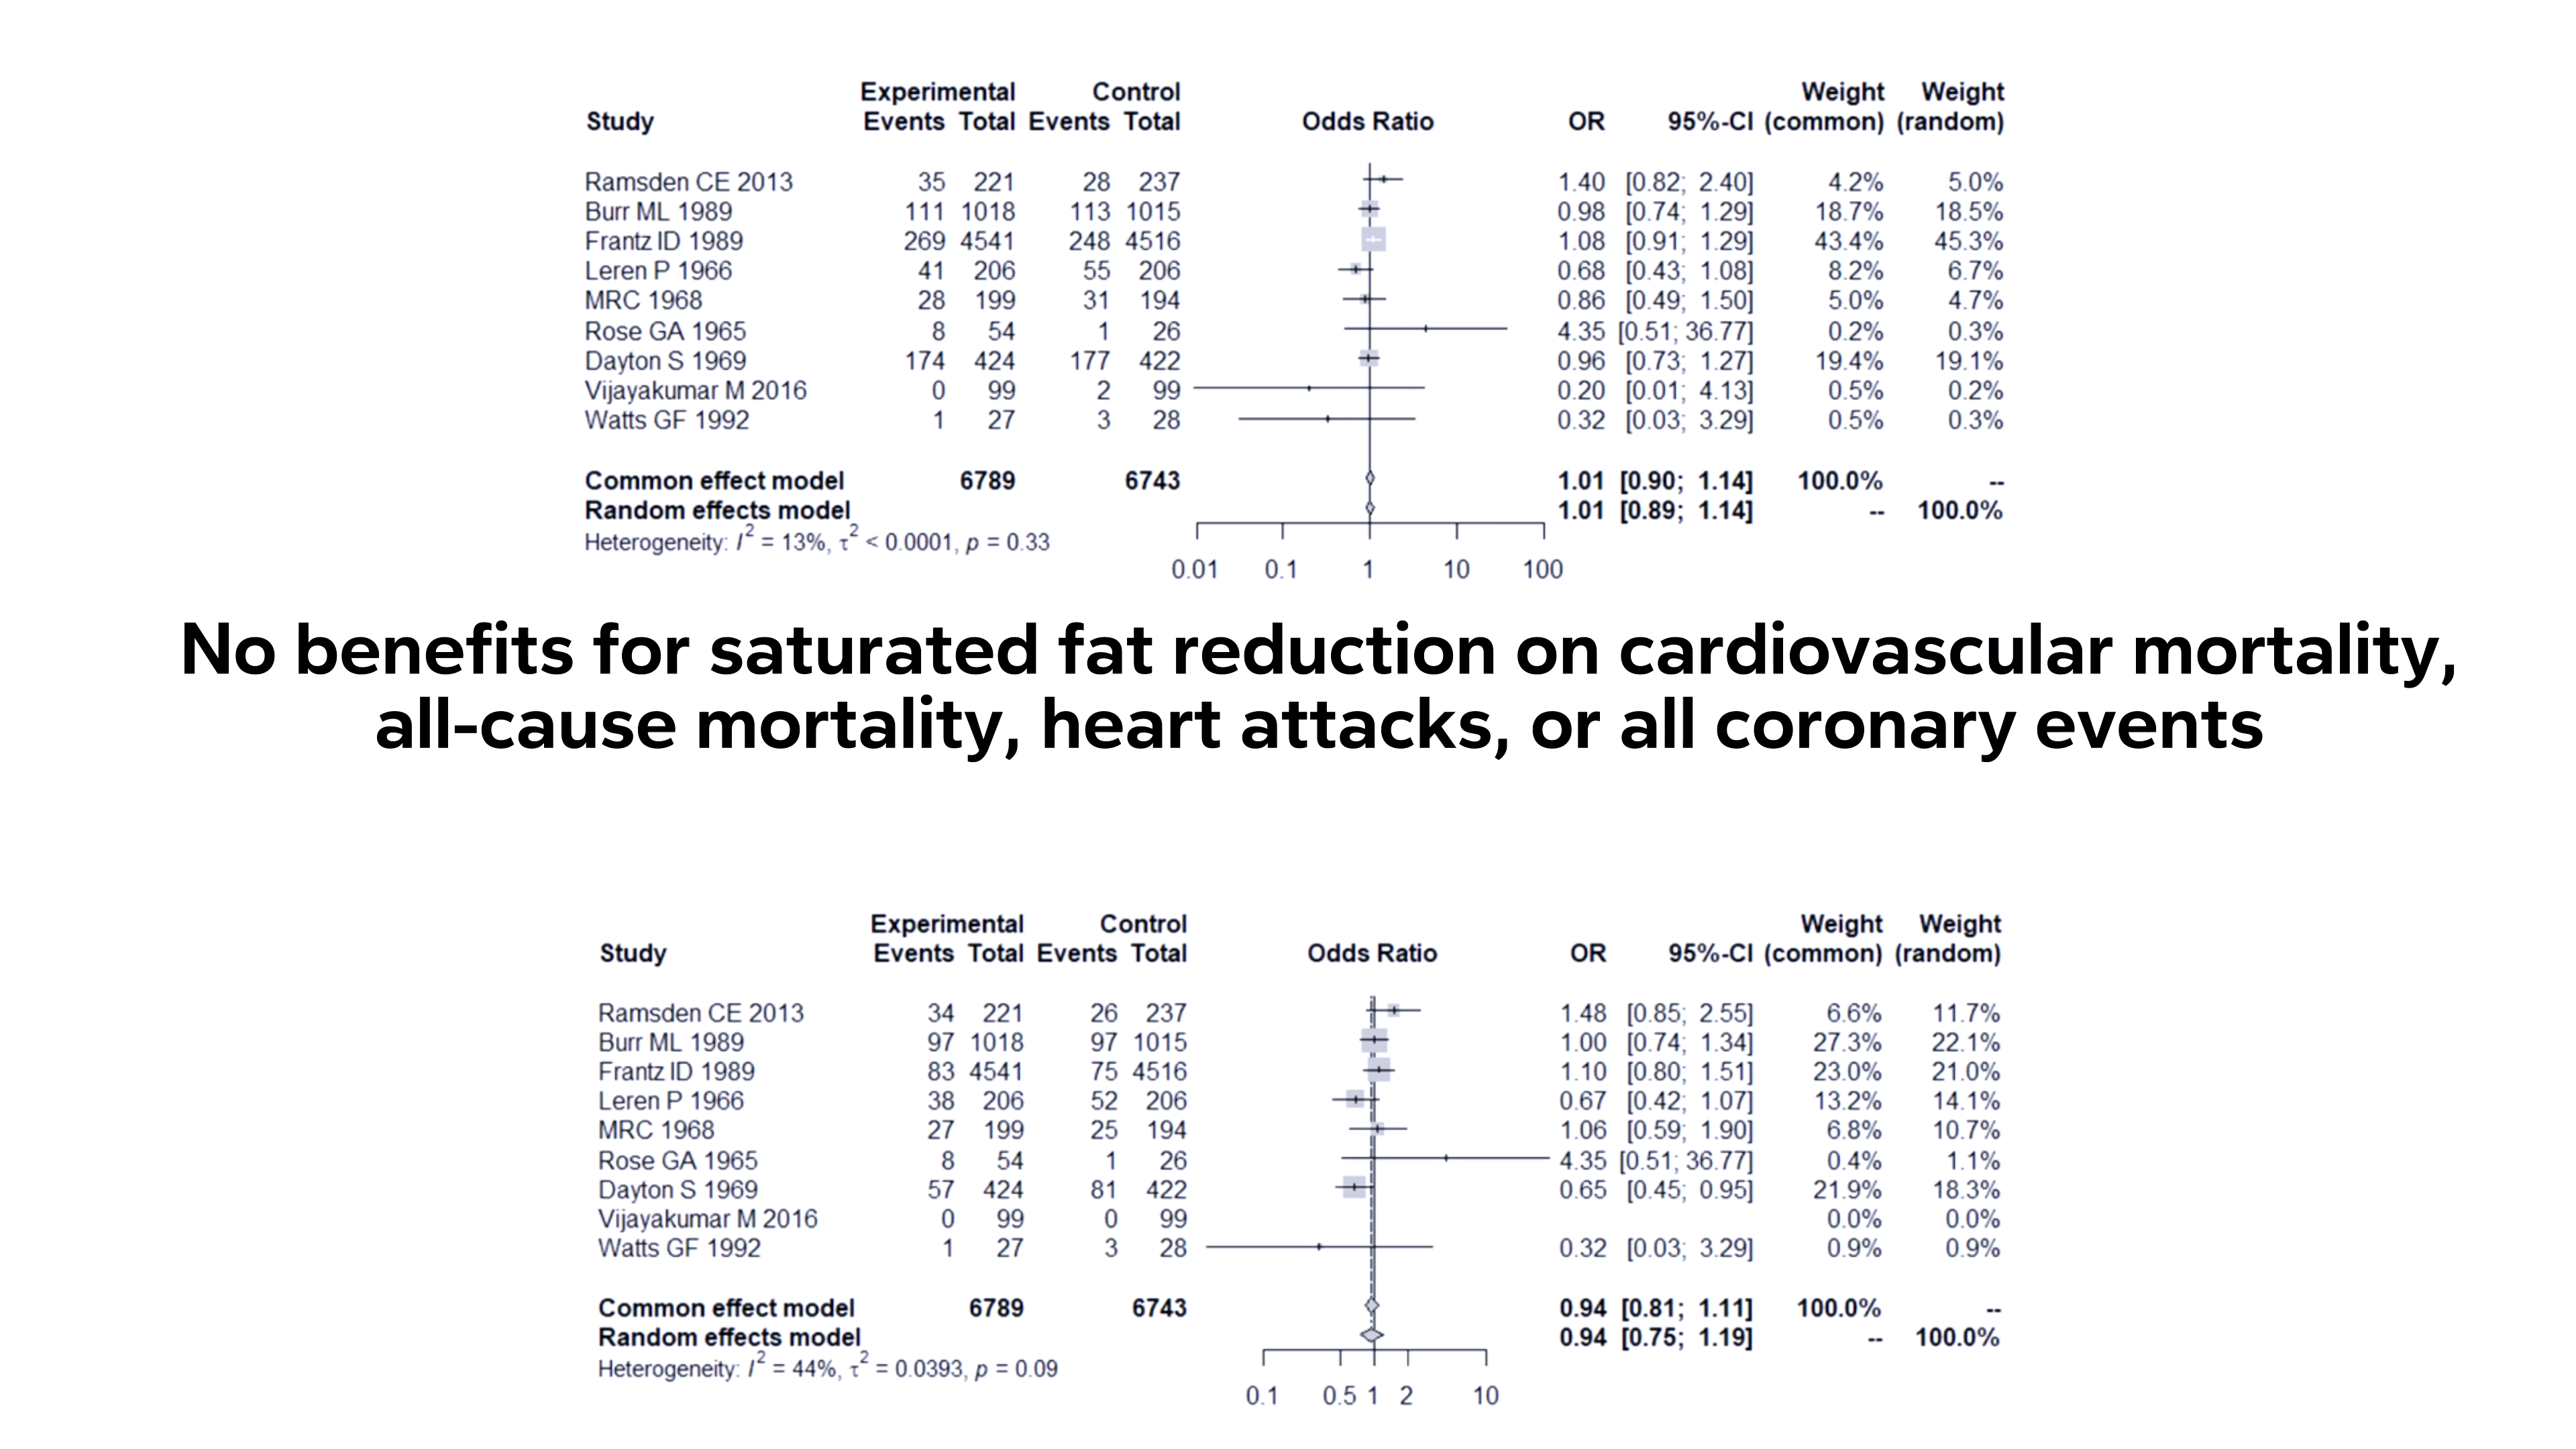 Experimental Control Weight Weight
Study Events Total Events Total Odds Ratio OR 95%-CI (common) (random)
Ramsden CE 2013 35 221 28 237 1.40 [0.82; 2.40] 4.2% 5.0%
Burr ML 1989 111 1018 113 1015 0.98 [0.74; 1.29] 18.7% 18.5%
Frantz ID 1989 269 4541 248 4516 1.08 [0.91; 1.29] 43.4% 45.3%
Leren P 1966 41 206 55 206 0.68 [0.43; 1.08] 8.2% 6.7%
MRC 1968 28 199 31 194 0.86 [0.49; 1.50] 5.0% 4.7%
Rose GA 1965 8 54 1 26 4.35 [0.51; 36.77] 0.2% 0.3%
Dayton S 1969 174 424 177 422 0.96 [0.73; 1.27] 19.4% 19.1%
Vijayakumar M 2016 0 99 2 99 0.20 [0.01; 4.13] 0.5% 0.2%
Watts GF 1992 1 27 3 28 0.32 [0.03; 3.29] 0.5% 0.3%
Common effect model 6789 6743 1.01 [0.90; 1.14] 100.0% --
Random effects model 1.01 [0.89; 1.14] -- 100.0%
Heterogeneity: I² = 13%, τ² < 0.0001, p = 0.33
0.01 0.1 1 10 100
No benefits for saturated fat reduction on cardiovascular mortality,
all-cause mortality, heart attacks, or all coronary events
Experimental Control Weight Weight
Study Events Total Events Total Odds Ratio OR 95%-CI (common) (random)
Ramsden CE 2013 34 221 26 237 1.48 [0.85; 2.55] 6.6% 11.7%
Burr ML 1989 97 1018 97 1015 1.00 [0.74; 1.34] 27.3% 22.1%
Frantz ID 1989 83 4541 75 4516 1.10 [0.80; 1.51] 23.0% 21.0%
Leren P 1966 38 206 52 206 0.67 [0.42; 1.07] 13.2% 14.1%
MRC 1968 27 199 25 194 1.06 [0.59; 1.90] 6.8% 10.7%
Rose GA 1965 8 54 1 26 4.35 [0.51; 36.77] 0.4% 1.1%
Dayton S 1969 57 424 81 422 0.65 [0.45; 0.95] 21.9% 18.3%
Vijayakumar M 2016 0 99 0 99 0.0% 0.0%
Watts GF 1992 1 27 3 28 0.32 [0.03; 3.29] 0.9% 0.9%
Common effect model 6789 6743 0.94 [0.81; 1.11] 100.0% --
Random effects model 0.94 [0.75; 1.19] -- 100.0%
Heterogeneity: I² = 44%, τ² = 0.0393, p = 0.09
0.1 0.5 1 2 10